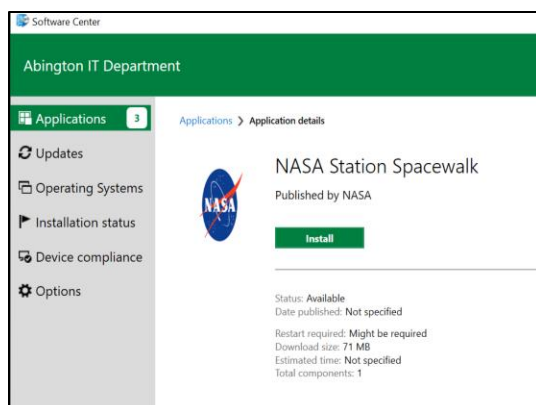 Software Center
Abington IT Department
Applications 3
Updates
Operating Systems
Installation status
Device compliance
Options
Applications ❯ Application details
NASA
NASA Station Spacewalk
Published by NASA
Install
Status: Available
Date published: Not specified
Restart required: Might be required
Download size: 71 MB
Estimated time: Not specified
Total components: 1